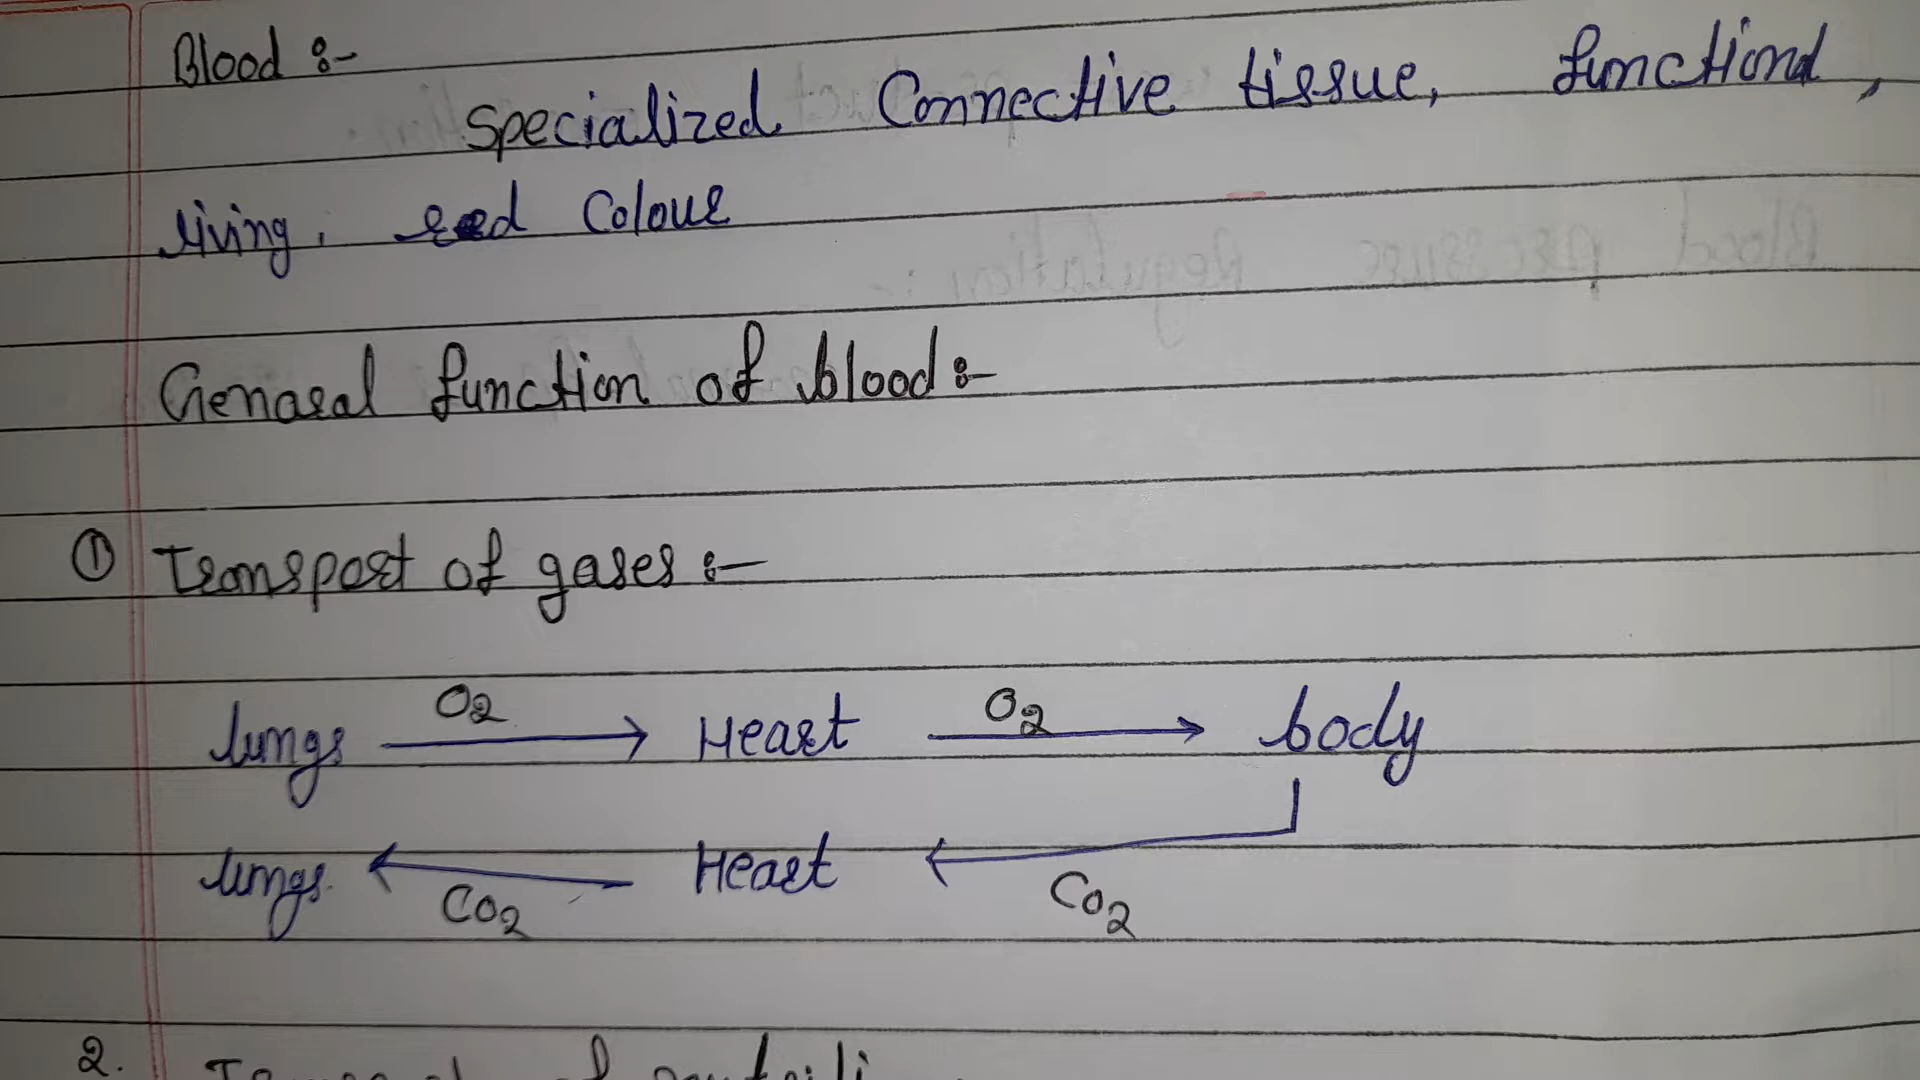 Blood :-
Specialized Connective tissue, functional,
living, red Colour
Genaral function of blood :-
① Transport of gases :-
lungs O2 → Heart O2 → body
lungs ← CO2 Heart ← CO2
2. of